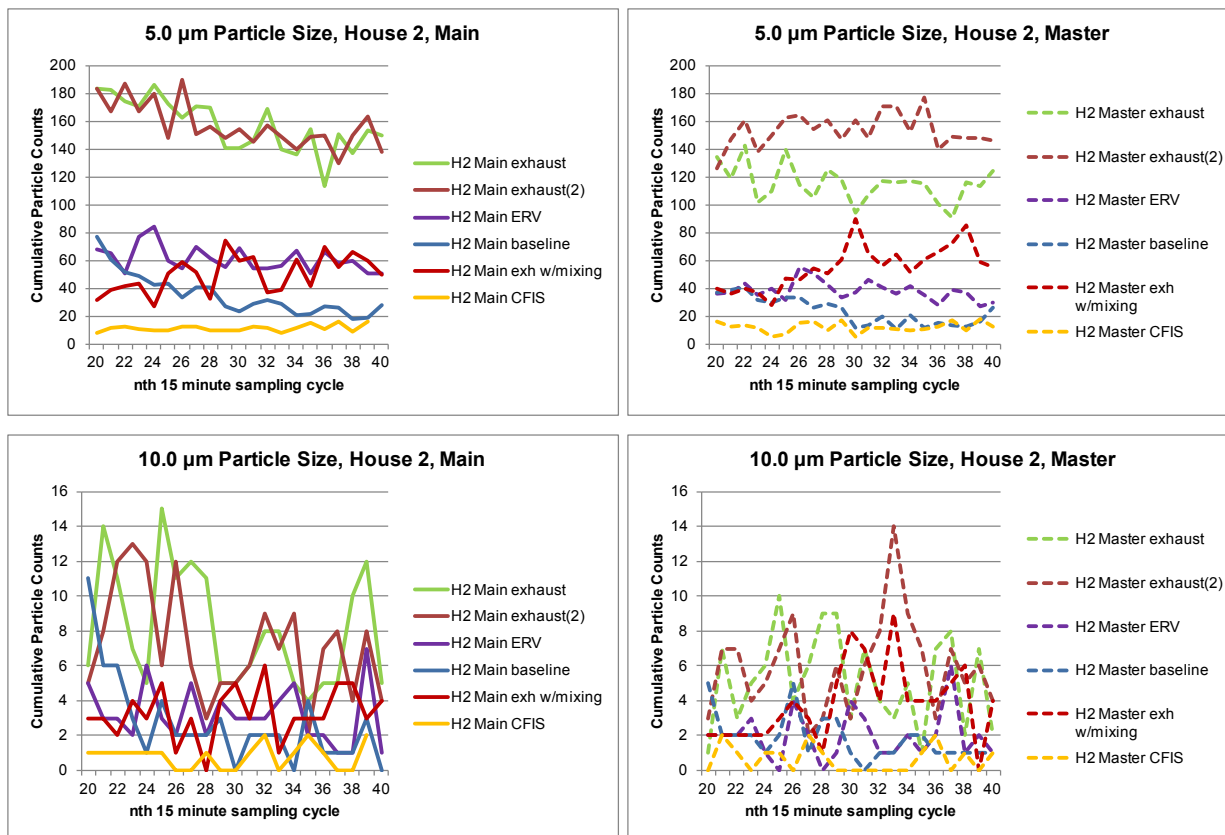 5.0 µm Particle Size, House 2, Main
Cumulative Particle Counts
200
180
160
140
120
100
80
60
40
20
0
20 22 24 26 28 30 32 34 36 38 40
nth 15 minute sampling cycle
H2 Main exhaust
H2 Main exhaust(2)
H2 Main ERV
H2 Main baseline
H2 Main exh w/mixing
H2 Main CFIS
5.0 µm Particle Size, House 2, Master
Cumulative Particle Counts
200
180
160
140
120
100
80
60
40
20
0
20 22 24 26 28 30 32 34 36 38 40
nth 15 minute sampling cycle
H2 Master exhaust
H2 Master exhaust(2)
H2 Master ERV
H2 Master baseline
H2 Master exh
w/mixing
H2 Master CFIS
10.0 µm Particle Size, House 2, Main
Cumulative Particle Counts
16
14
12
10
8
6
4
2
0
20 22 24 26 28 30 32 34 36 38 40
nth 15 minute sampling cycle
H2 Main exhaust
H2 Main exhaust(2)
H2 Main ERV
H2 Main baseline
H2 Main exh w/mixing
H2 Main CFIS
10.0 µm Particle Size, House 2, Master
Cumulative Particle Counts
16
14
12
10
8
6
4
2
0
20 22 24 26 28 30 32 34 36 38 40
nth 15 minute sampling cycle
H2 Master exhaust
H2 Master exhaust(2)
H2 Master ERV
H2 Master baseline
H2 Master exh
w/mixing
H2 Master CFIS